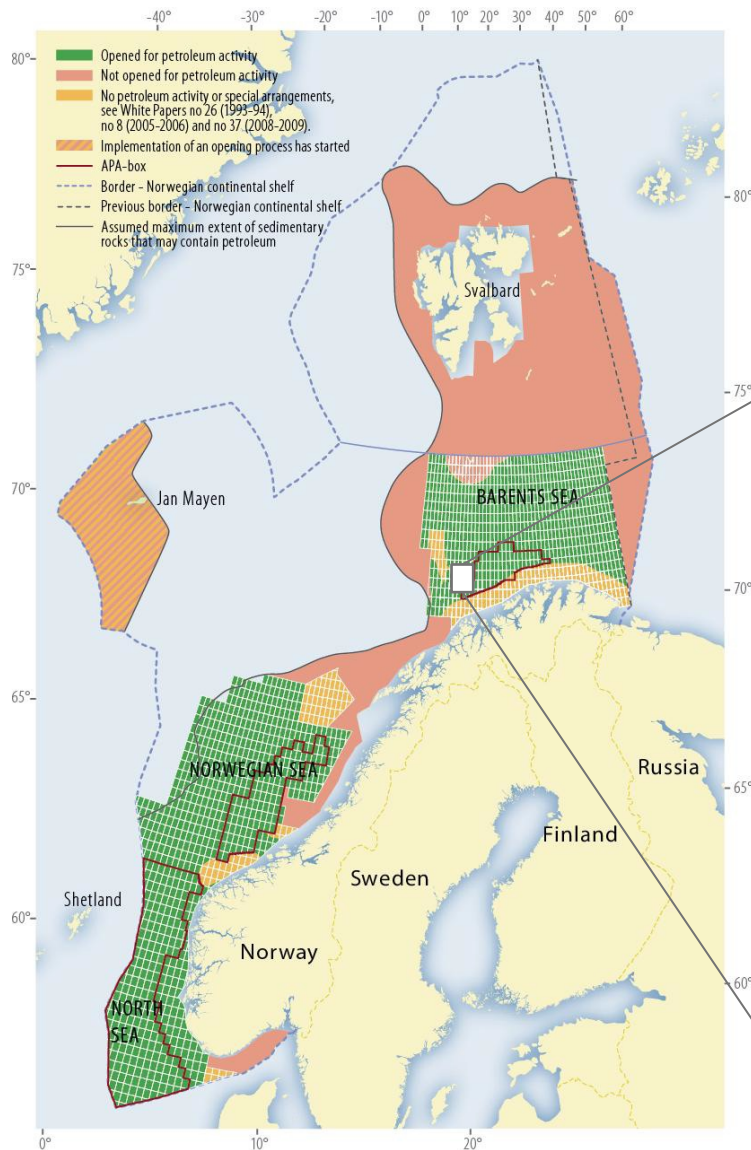 -40° -30° -20° -10° 0° 10° 20° 30° 40° 50° 60°
80°
Opened for petroleum activity
Not opened for petroleum activity
No petroleum activity or special arrangements,
see White Papers no 26 (1993-94),
no 8 (2005-2006) and no 37 (2008-2009).
Implementation of an opening process has started
APA-box
Border - Norwegian continental shelf
Previous border - Norwegian continental shelf
Assumed maximum extent of sedimentary
rocks that may contain petroleum
80°
75°
Svalbard
75°
70°
Jan Mayen
BARENTS SEA
70°
65°
NORWEGIAN SEA
Russia
65°
Finland
Sweden
Shetland
60°
Norway
60°
NORTH
SEA
0° 10° 20°